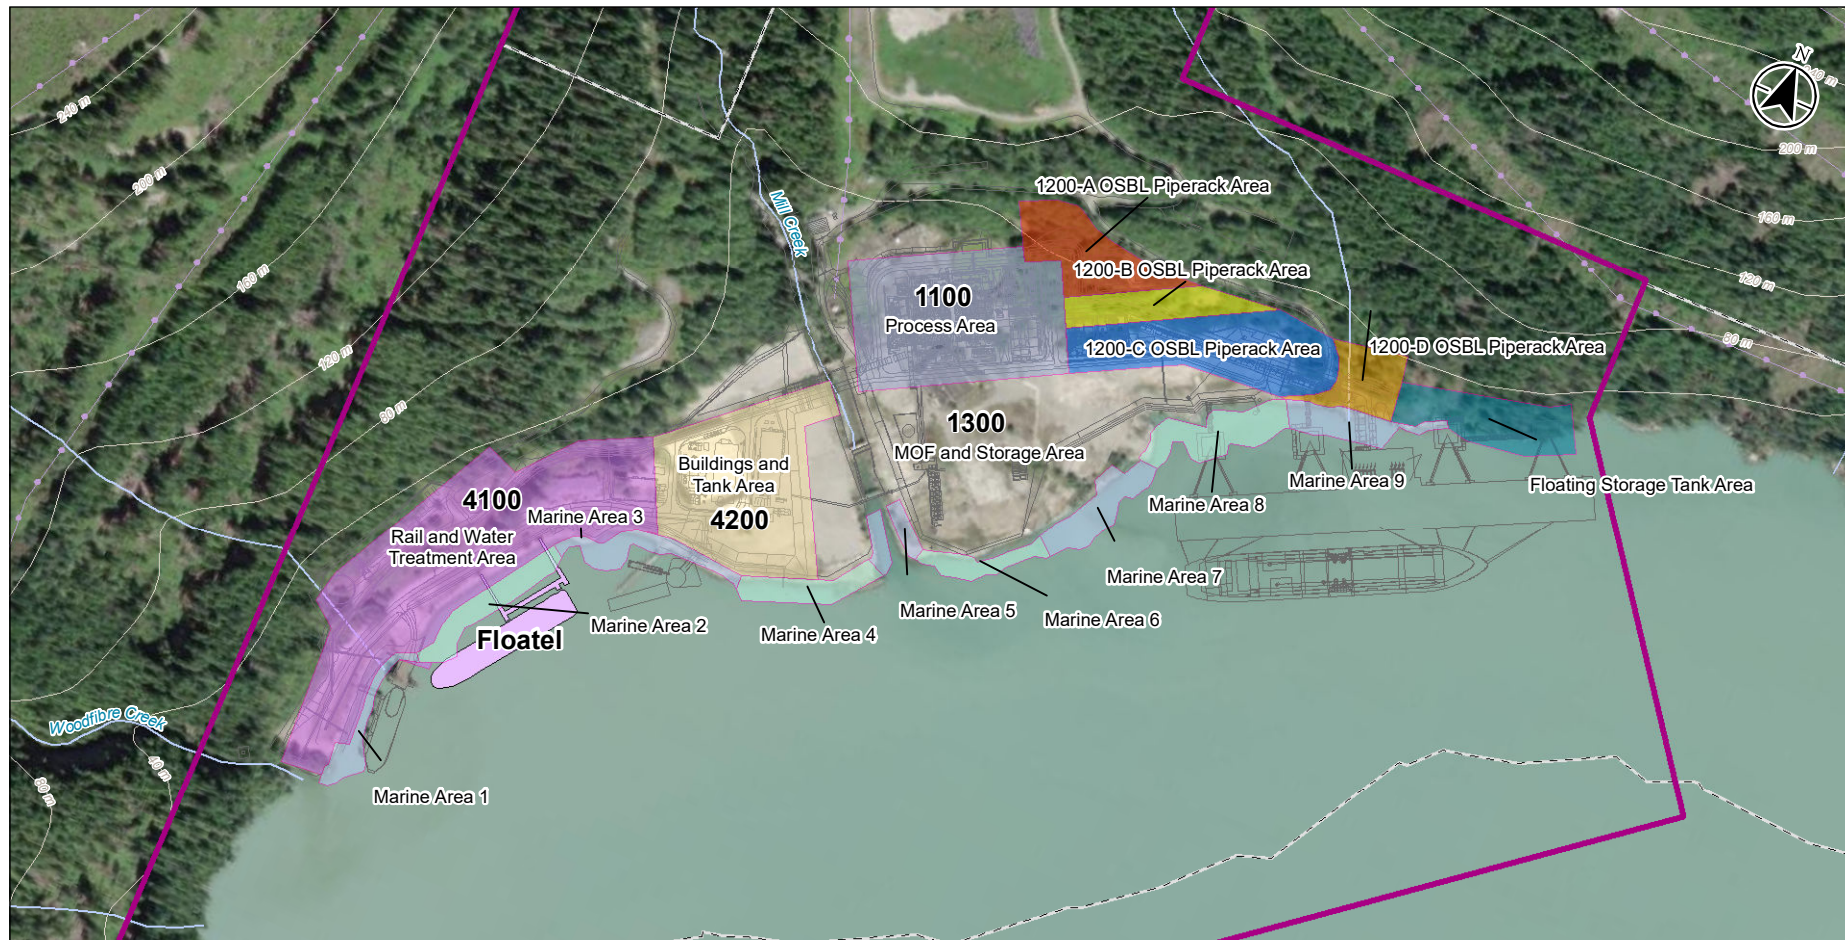 N
240 m
240 m
200 m
200 m
160 m
160 m
120 m
120 m
80 m
80 m
80 m
40 m
Mill Creek
Woodfibre Creek
1200-A OSBL Piperack Area
1200-B OSBL Piperack Area
1100
Process Area
1200-C OSBL Piperack Area
1200-D OSBL Piperack Area
1300
MOF and Storage Area
Buildings and
Tank Area
4200
4100
Rail and Water
Treatment Area
Marine Area 3
Marine Area 9
Floating Storage Tank Area
Marine Area 8
Marine Area 7
Marine Area 5
Marine Area 6
Marine Area 2
Marine Area 4
Floatel
Marine Area 1